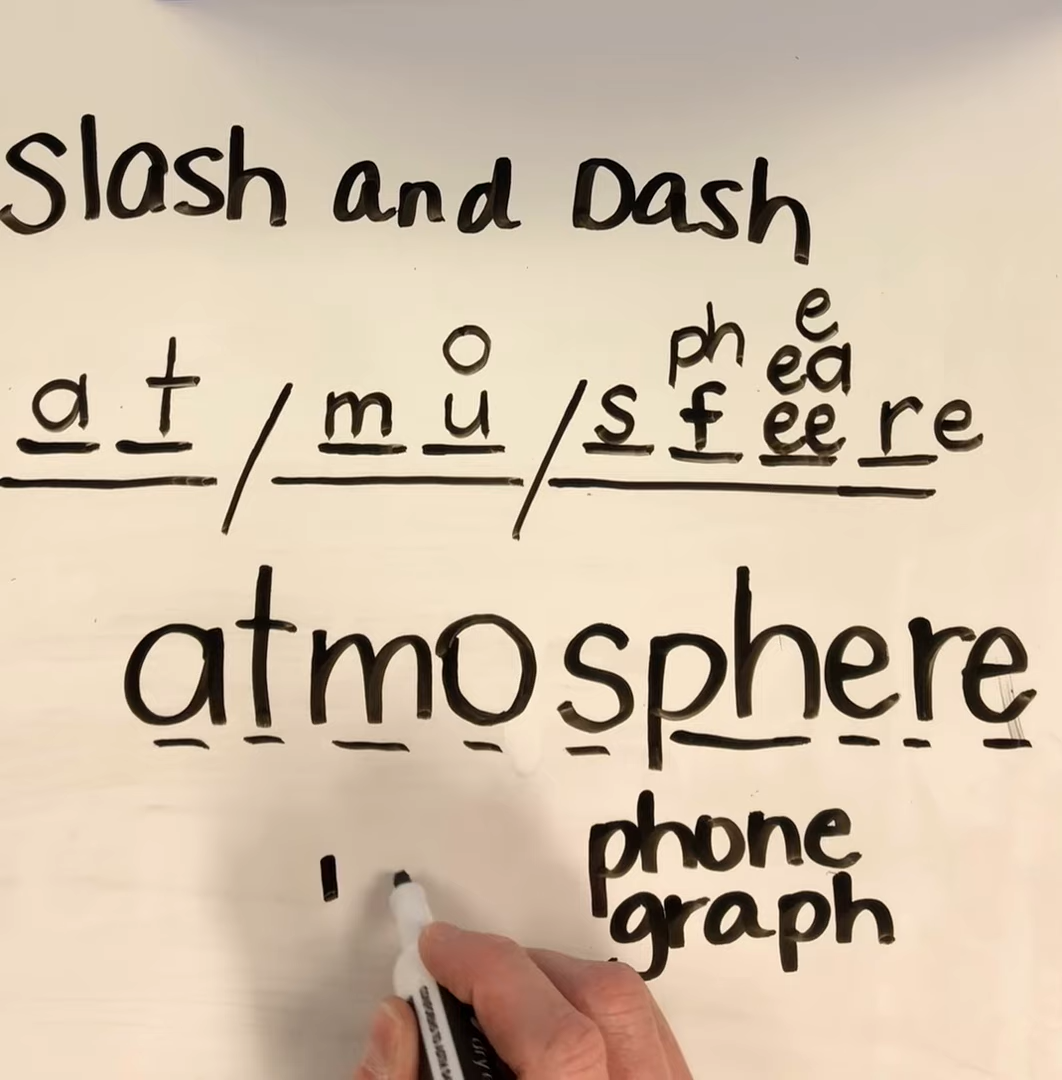 Slash and Dash
o ph e
ea
a t / m u / s f ee re
atmosphere
phone
graph